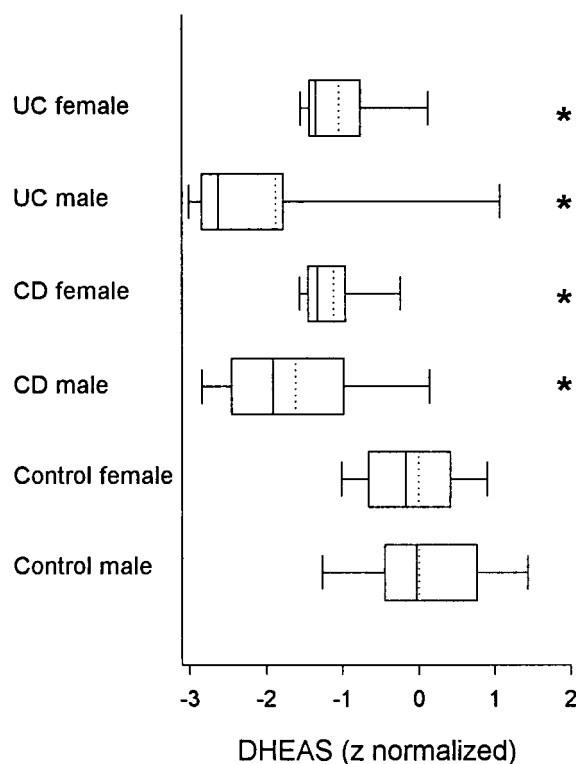 UC female *
UC male *
CD female *
CD male *
Control female
Control male
-3 -2 -1 0 1 2
DHEAS (z normalized)